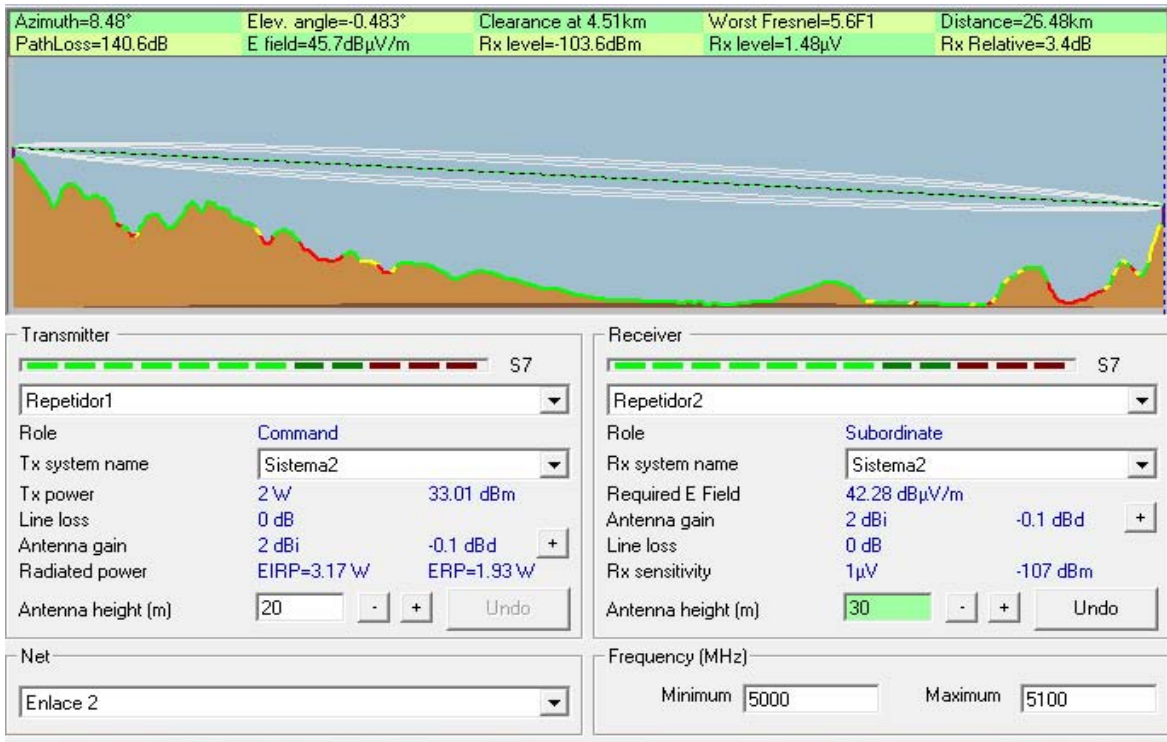 Azimuth=8.48° Elev. angle=-0.483° Clearance at 4.51km Worst Fresnel=5.6F1 Distance=26.48km
PathLoss=140.6dB E field=45.7dBµV/m Rx level=-103.6dBm Rx level=1.48µV Rx Relative=3.4dB
Transmitter
S7
Repetidor1
Role Command
Tx system name Sistema2
Tx power 2 W 33.01 dBm
Line loss 0 dB
Antenna gain 2 dBi -0.1 dBd +
Radiated power EIRP=3.17 W ERP=1.93 W
Antenna height (m) 20 - + Undo
Net
Enlace 2
Receiver
S7
Repetidor2
Role Subordinate
Rx system name Sistema2
Required E Field 42.28 dBµV/m
Antenna gain 2 dBi -0.1 dBd +
Line loss 0 dB
Rx sensitivity 1µV -107 dBm
Antenna height (m) 30 - + Undo
Frequency (MHz)
Minimum 5000 Maximum 5100